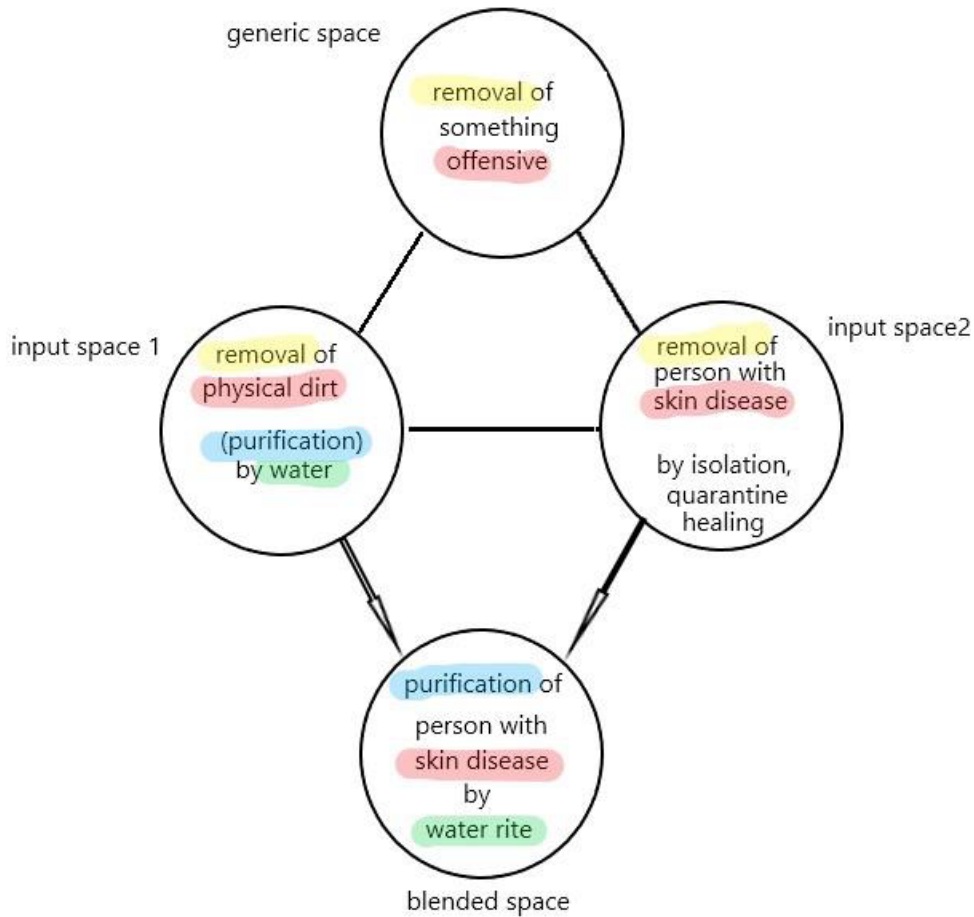 generic space
removal of
something
offensive
input space 1
removal of
physical dirt
(purification)
by water
input space2
removal of
person with
skin disease
by isolation,
quarantine
healing
purification of
person with
skin disease
by
water rite
blended space